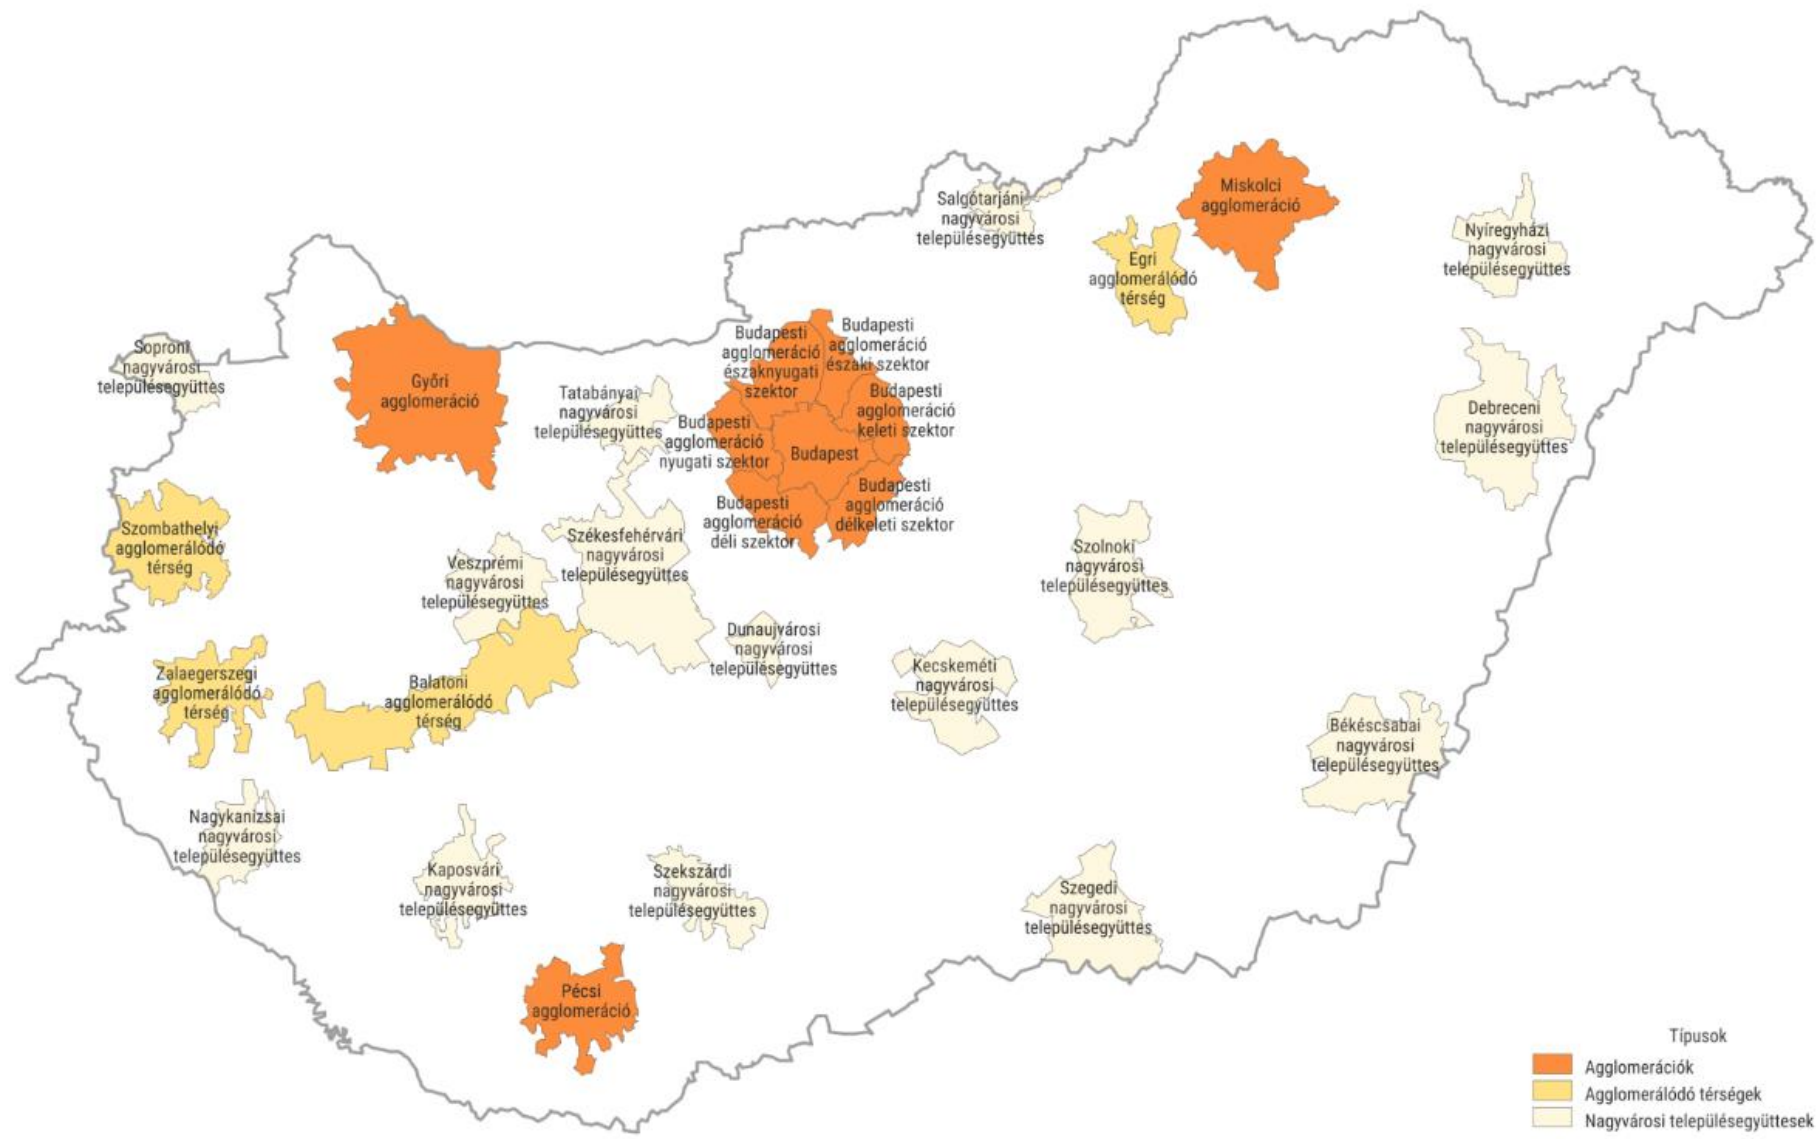 Miskolci
agglomeráció
Salgótarjáni
nagyvárosi
településegyüttes
Nyíregyházi
nagyvárosi
településegyüttes
Egri
agglomerálódó
térség
Budapesti
agglomeráció
északnyugati
szektor
Budapesti
agglomeráció
északi szektor
Soproni
nagyvárosi
településegyüttes
Győri
agglomeráció
Tatabányai
nagyvárosi
településegyüttes
Budapesti
agglomeráció
nyugati szektor
Budapesti
agglomeráció
keleti szektor
Budapest
Debreceni
nagyvárosi
településegyüttes
Budapesti
agglomeráció
déli szektor
Budapesti
agglomeráció
délkeleti szektor
Szombathelyi
agglomerálódó
térség
Veszprémi
nagyvárosi
településegyüttes
Székesfehérvári
nagyvárosi
településegyüttes
Szolnoki
nagyvárosi
településegyüttes
Dunaujvárosi
nagyvárosi
településegyüttes
Zalaegerszegi
agglomerálódó
térség
Balatoni
agglomerálódó
térség
Kecskeméti
nagyvárosi
településegyüttes
Békéscsabai
nagyvárosi
településegyüttes
Nagykanizsai
nagyvárosi
településegyüttes
Kaposvári
nagyvárosi
településegyüttes
Szekszárdi
nagyvárosi
településegyüttes
Szegedi
nagyvárosi
településegyüttes
Pécsi
agglomeráció
Típusok
Agglomerációk
Agglomerálódó térségek
Nagyvárosi településegyüttesek